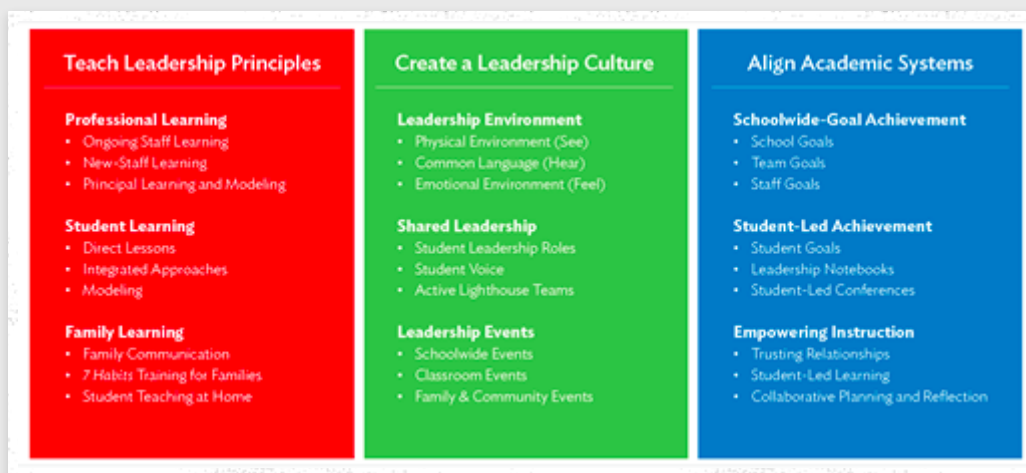 Teach Leadership Principles
Professional Learning
• Ongoing Staff Learning
• New-Staff Learning
• Principal Learning and Modeling
Student Learning
• Direct Lessons
• Integrated Approaches
• Modeling
Family Learning
• Family Communication
• 7 Habits Training for Families
• Student Teaching at Home
Create a Leadership Culture
Leadership Environment
• Physical Environment (See)
• Common Language (Hear)
• Emotional Environment (Feel)
Shared Leadership
• Student Leadership Roles
• Student Voice
• Active Lighthouse Teams
Leadership Events
• Schoolwide Events
• Classroom Events
• Family & Community Events
Align Academic Systems
Schoolwide-Goal Achievement
• School Goals
• Team Goals
• Staff Goals
Student-Led Achievement
• Student Goals
• Leadership Notebooks
• Student-Led Conferences
Empowering Instruction
• Trusting Relationships
• Student-Led Learning
• Collaborative Planning and Reflection